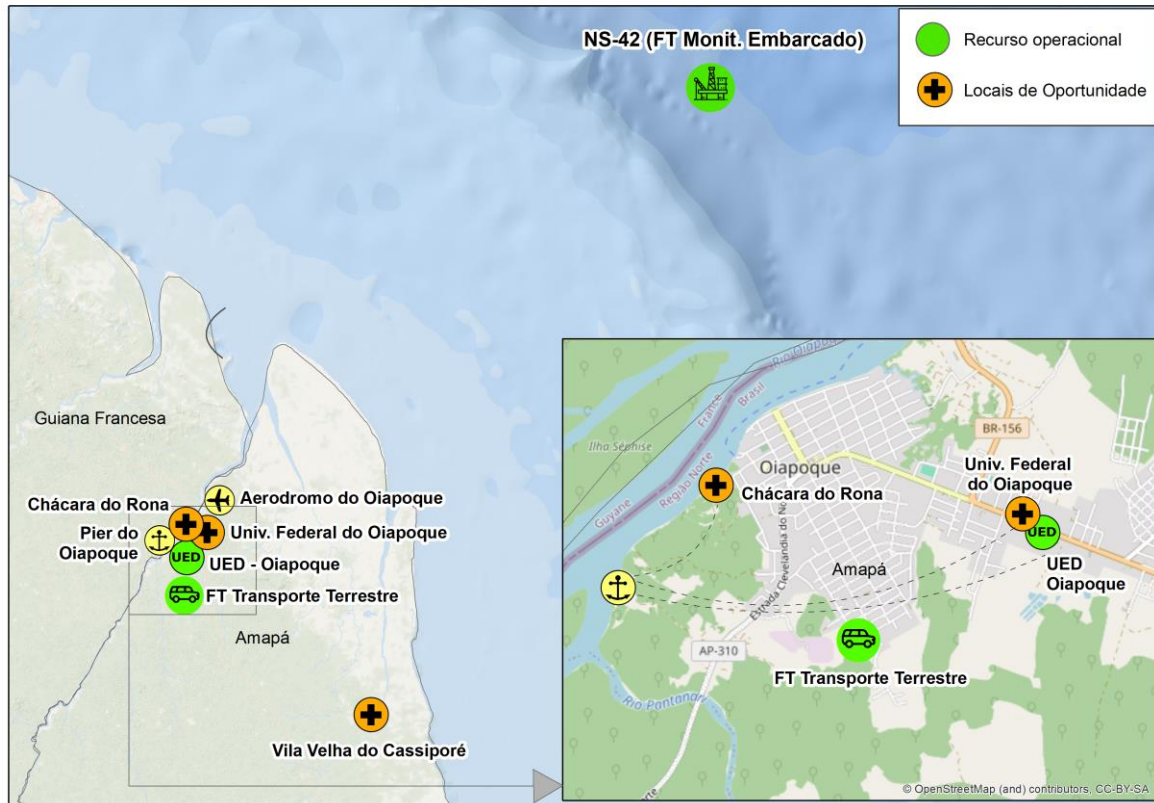 NS-42 (FT Monit. Embarcado)
Recurso operacional
Locais de Oportunidade
Guiana Francesa
Chácara do Rona
Aerodromo do Oiapoque
Pier do
Oiapoque
Univ. Federal do Oiapoque
UED
UED - Oiapoque
FT Transporte Terrestre
Amapá
Vila Velha do Cassiporé
Rio Oiapoque
France
Brasil
Ilha Séphise
Guyane
Região Norte
Oiapoque
BR-156
Univ. Federal
do Oiapoque
Chácara do Rona
UED
UED
Oiapoque
Amapá
Estrada Clevelandia do No
AP-310
FT Transporte Terrestre
Rio Pantanar
Norte
© OpenStreetMap (and) contributors, CC-BY-SA